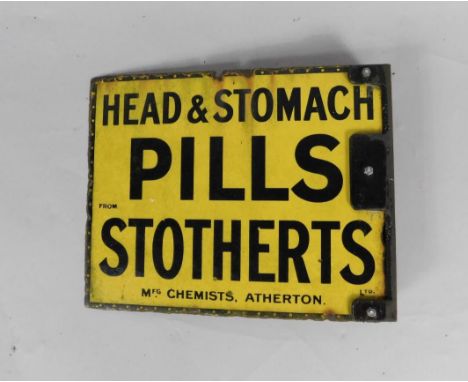 HEAD & STOMACH
PILLS
FROM
STOTHERTS
MFG CHEMISTS, ATHERTON. LTD.